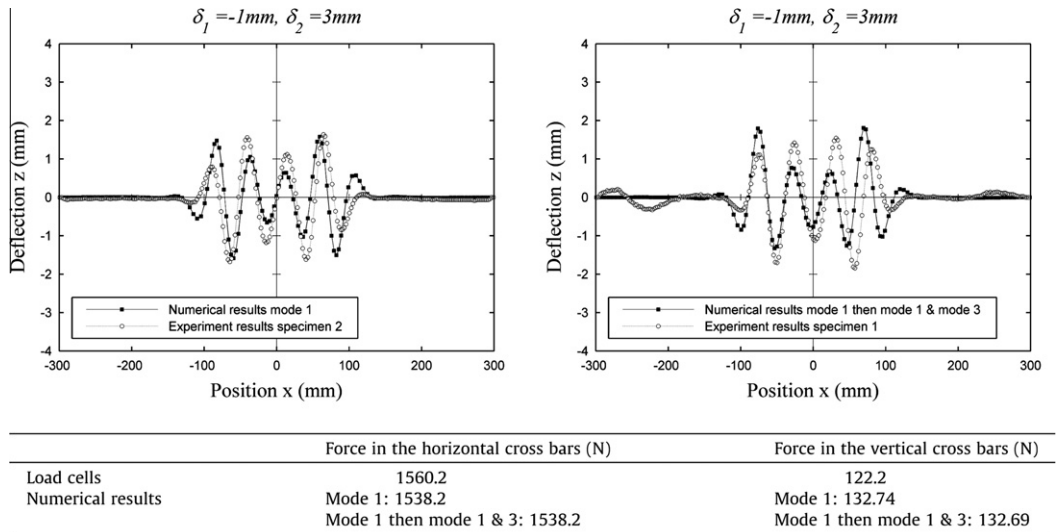 δ1 =-1mm, δ2 =3mm
4
3
2
1
0
-1
-2
-3
-4
Deflection z (mm)
Numerical results mode 1
Experiment results specimen 2
-300 -200 -100 0 100 200 300
Position x (mm)
δ1 =-1mm, δ2 =3mm
4
3
2
1
0
-1
-2
-3
-4
Deflection z (mm)
Numerical results mode 1 then mode 1 & mode 3
Experiment results specimen 1
-300 -200 -100 0 100 200 300
Position x (mm)
Force in the horizontal cross bars (N) Force in the vertical cross bars (N)
Load cells 1560.2 122.2
Numerical results Mode 1: 1538.2 Mode 1: 132.74
Mode 1 then mode 1 & 3: 1538.2 Mode 1 then mode 1 & 3: 132.69